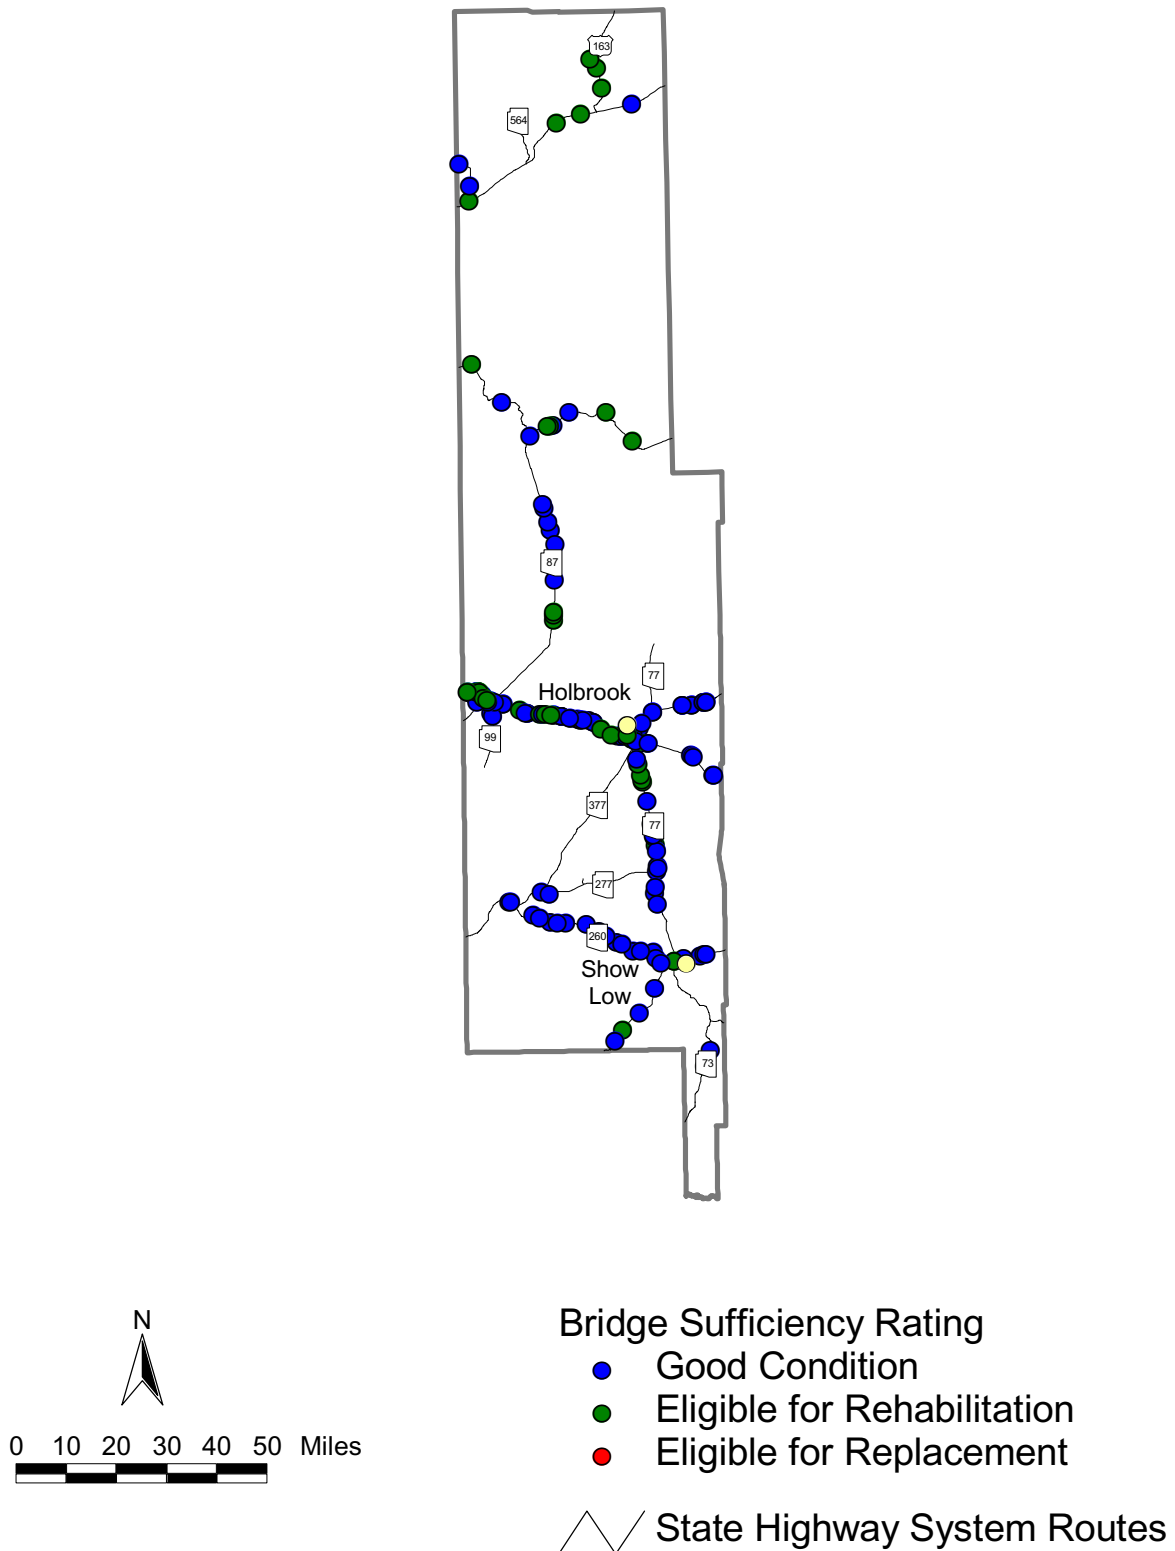 163
564
87
77
Holbrook
99
377
77
277
260
Show
Low
73
N
0 10 20 30 40 50 Miles
Bridge Sufficiency Rating
Good Condition
Eligible for Rehabilitation
Eligible for Replacement
State Highway System Routes